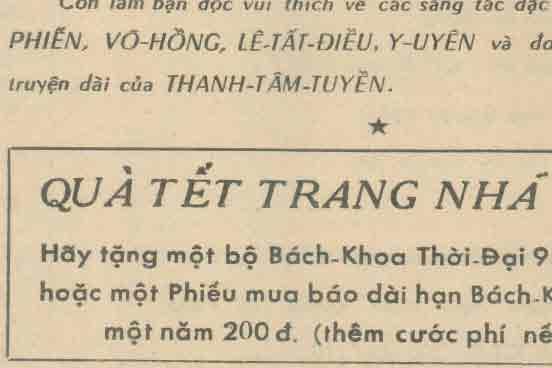 Còn làm bạn đọc vui thích về các sáng tác đặc
PHIẾN, VÕ-HỒNG, LÊ-TẤT-ĐIỀU, Y-UYÊN và
truyện dài của THANH-TÂM-TUYỀN.
★
QUÀ TẾT TRANG NHÃ
Hãy tặng một bộ Bách-Khoa Thời-Đại 9
hoặc một Phiếu mua báo dài hạn Bách-K
một năm 200 đ. (thêm cước phí